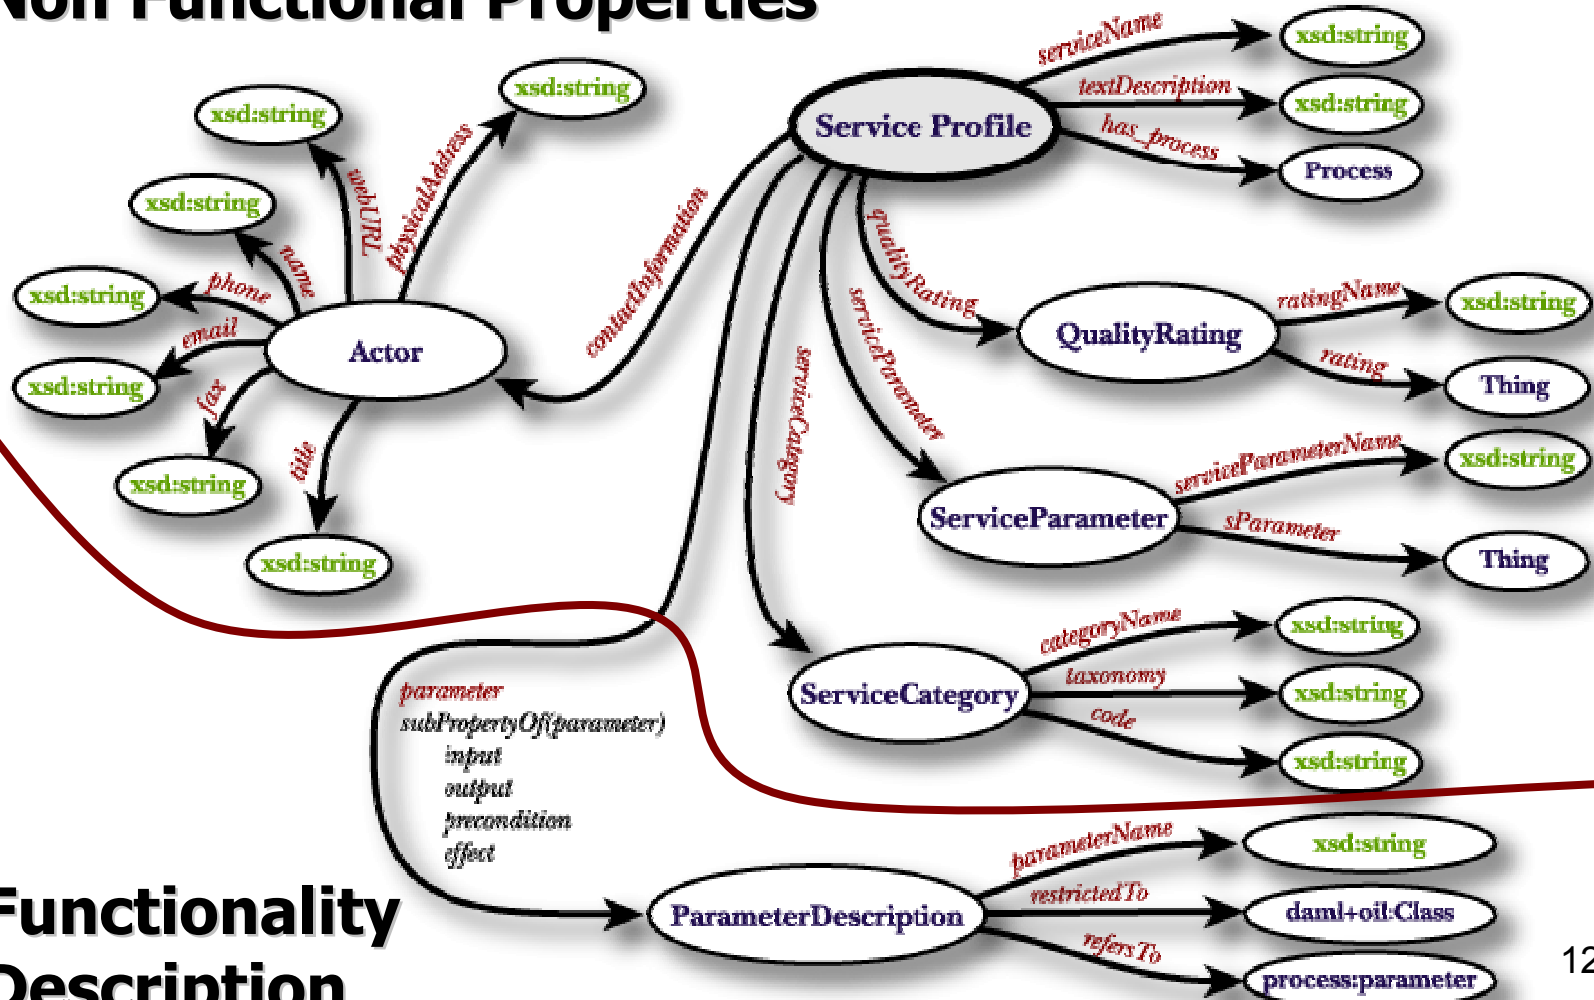 Non Functional Properties
serviceName
xsd:string
textDescription
xsd:string
has_process
Process
Service Profile
xsd:string
physicalAddress
xsd:string
webURL
xsd:string
name
xsd:string
phone
xsd:string
email
xsd:string
fax
xsd:string
title
Actor
contactInformation
qualityRating
QualityRating
ratingName
xsd:string
rating
Thing
serviceParameter
ServiceParameter
serviceParameterName
xsd:string
sParameter
Thing
serviceCategory
ServiceCategory
categoryName
xsd:string
taxonomy
xsd:string
code
xsd:string
parameter
subPropertyOf(parameter)
input
output
precondition
effect
ParameterDescription
parameterName
xsd:string
restrictedTo
daml+oil:Class
refersTo
process:parameter
Functionality
Description
12